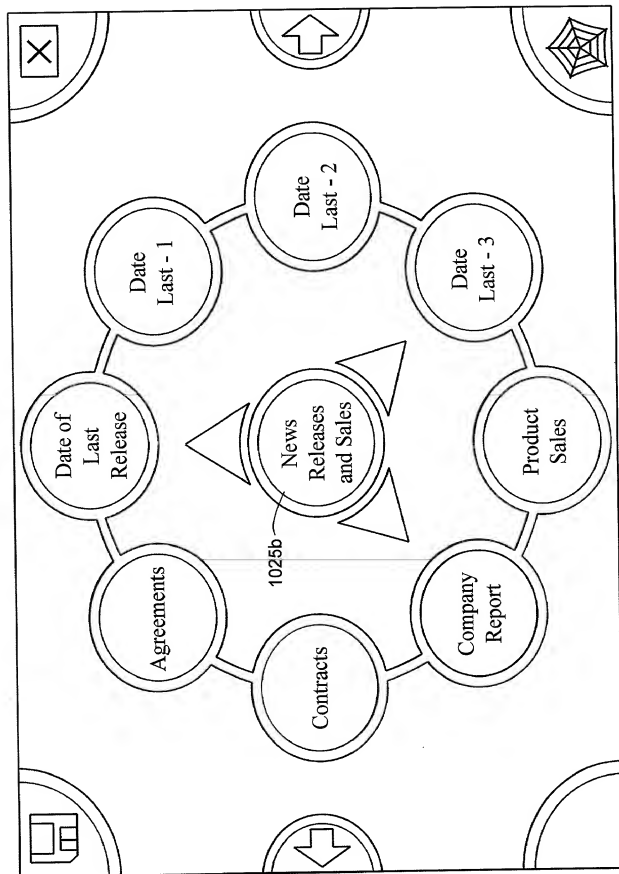 Date of
Last
Release
Date
Last - 1
Date
Last - 2
Date
Last - 3
Product
Sales
Company
Report
Contracts
Agreements
News
Releases
and Sales
1025b
X